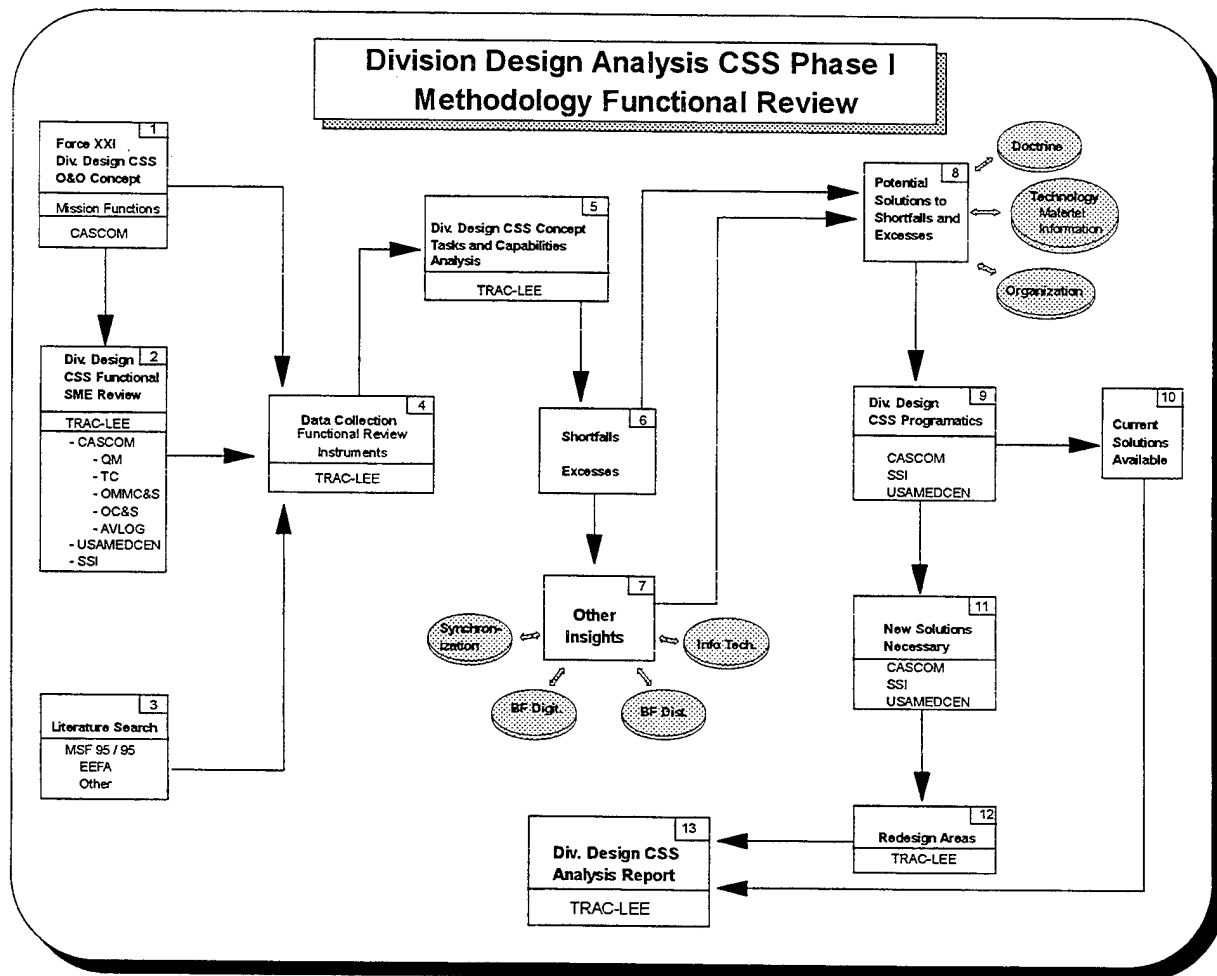 Division Design Analysis CSS Phase I
Methodology Functional Review
1
Force XXI
Div. Design CSS
O&O Concept
Mission Functions
CASCOM
2
Div. Design
CSS Functional
SME Review
TRAC-LEE
- CASCOM
- QM
- TC
- OMMC&S
- OC&S
- AVLOG
- USAMEDCEN
- SSI
3
Literature Search
MSF 95 / 95
EEFA
Other
4
Data Collection
Functional Review
Instruments
TRAC-LEE
5
Div. Design CSS Concept
Tasks and Capabilities
Analysis
TRAC-LEE
6
Shortfalls
Excesses
7
Other
Insights
Synchron-
ization
Info Tech.
BF Digit.
BF Dist.
8
Potential
Solutions to
Shortfalls and
Excesses
Doctrine
Technology
Materiel
Information
Organization
9
Div. Design
CSS Programatics
CASCOM
SSI
USAMEDCEN
10
Current
Solutions
Available
11
New Solutions
Necessary
CASCOM
SSI
USAMEDCEN
12
Redesign Areas
TRAC-LEE
13
Div. Design CSS
Analysis Report
TRAC-LEE